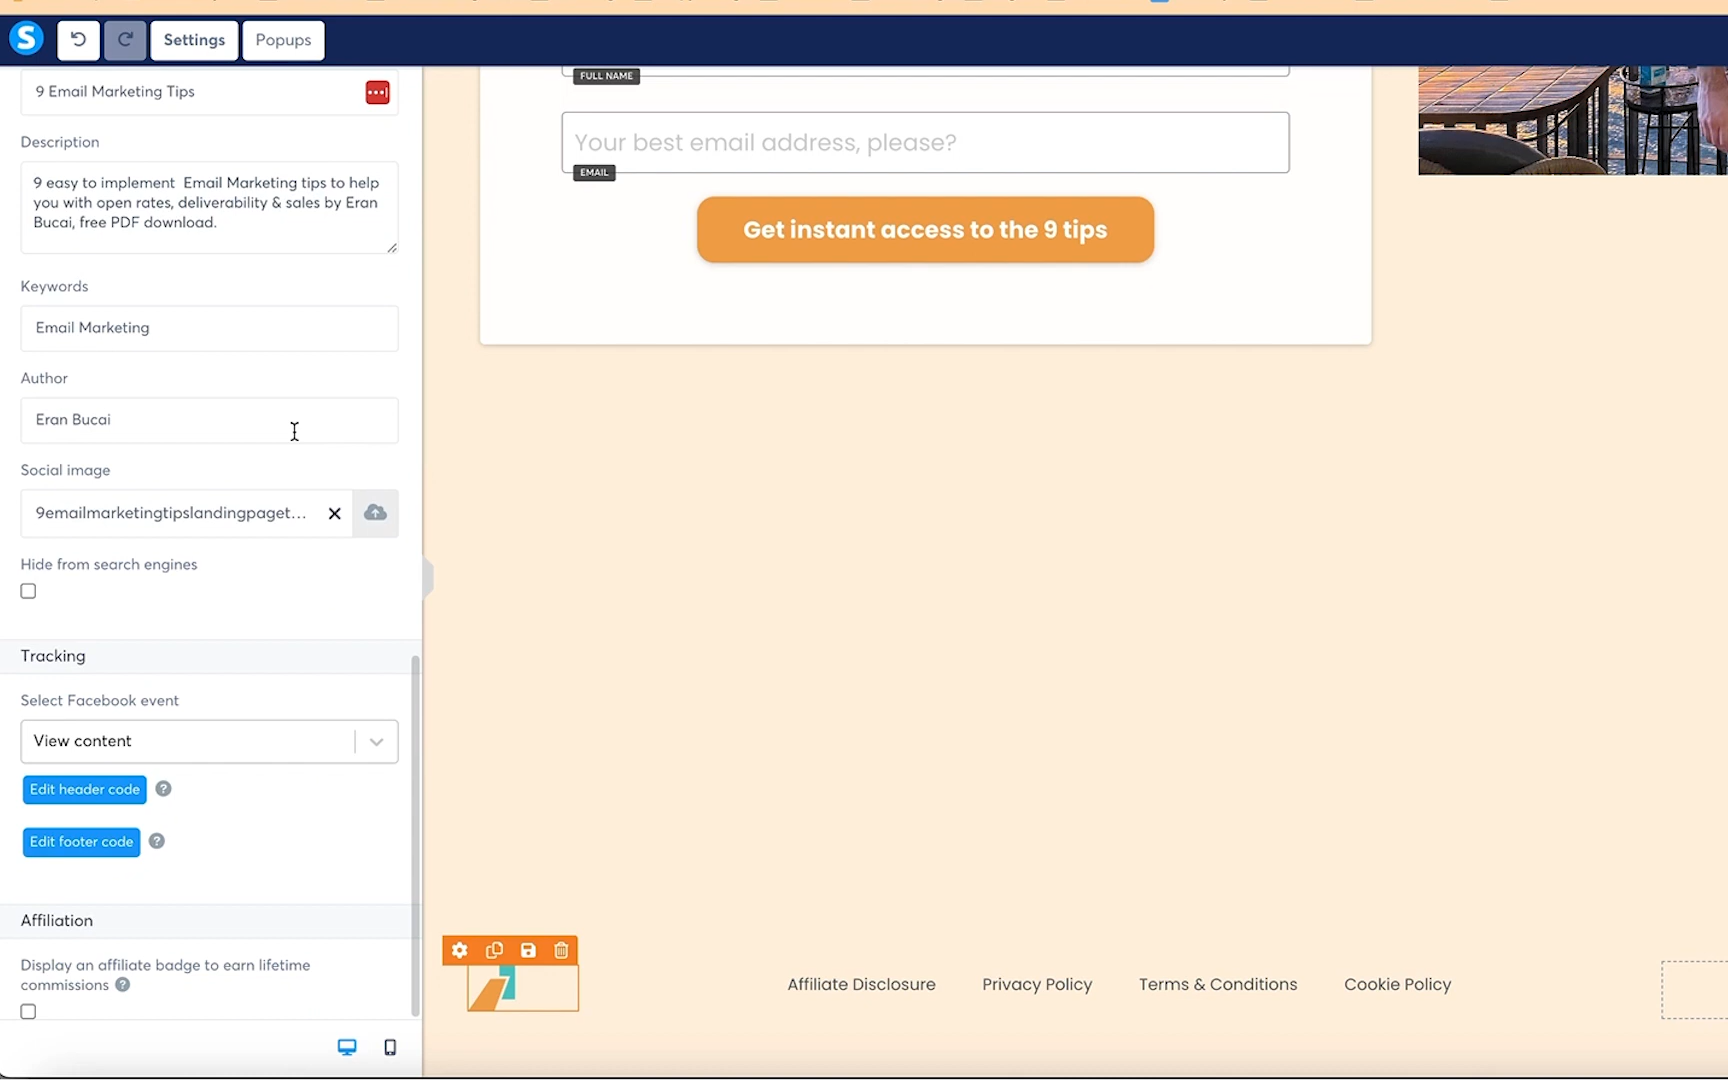 S
Settings
Popups
9 Email Marketing Tips
Description
9 easy to implement  Email Marketing tips to help
you with open rates, deliverability & sales by Eran
Bucai, free PDF download.
Keywords
Email Marketing
Author
Eran Bucai
Social image
9emailmarketingtipslandingpaget...
Hide from search engines
Tracking
Select Facebook event
View content
Edit header code
?
Edit footer code
?
Affiliation
Display an affiliate badge to earn lifetime
commissions ?
FULL NAME
Your best email address, please?
EMAIL
Get instant access to the 9 tips
Affiliate Disclosure
Privacy Policy
Terms & Conditions
Cookie Policy